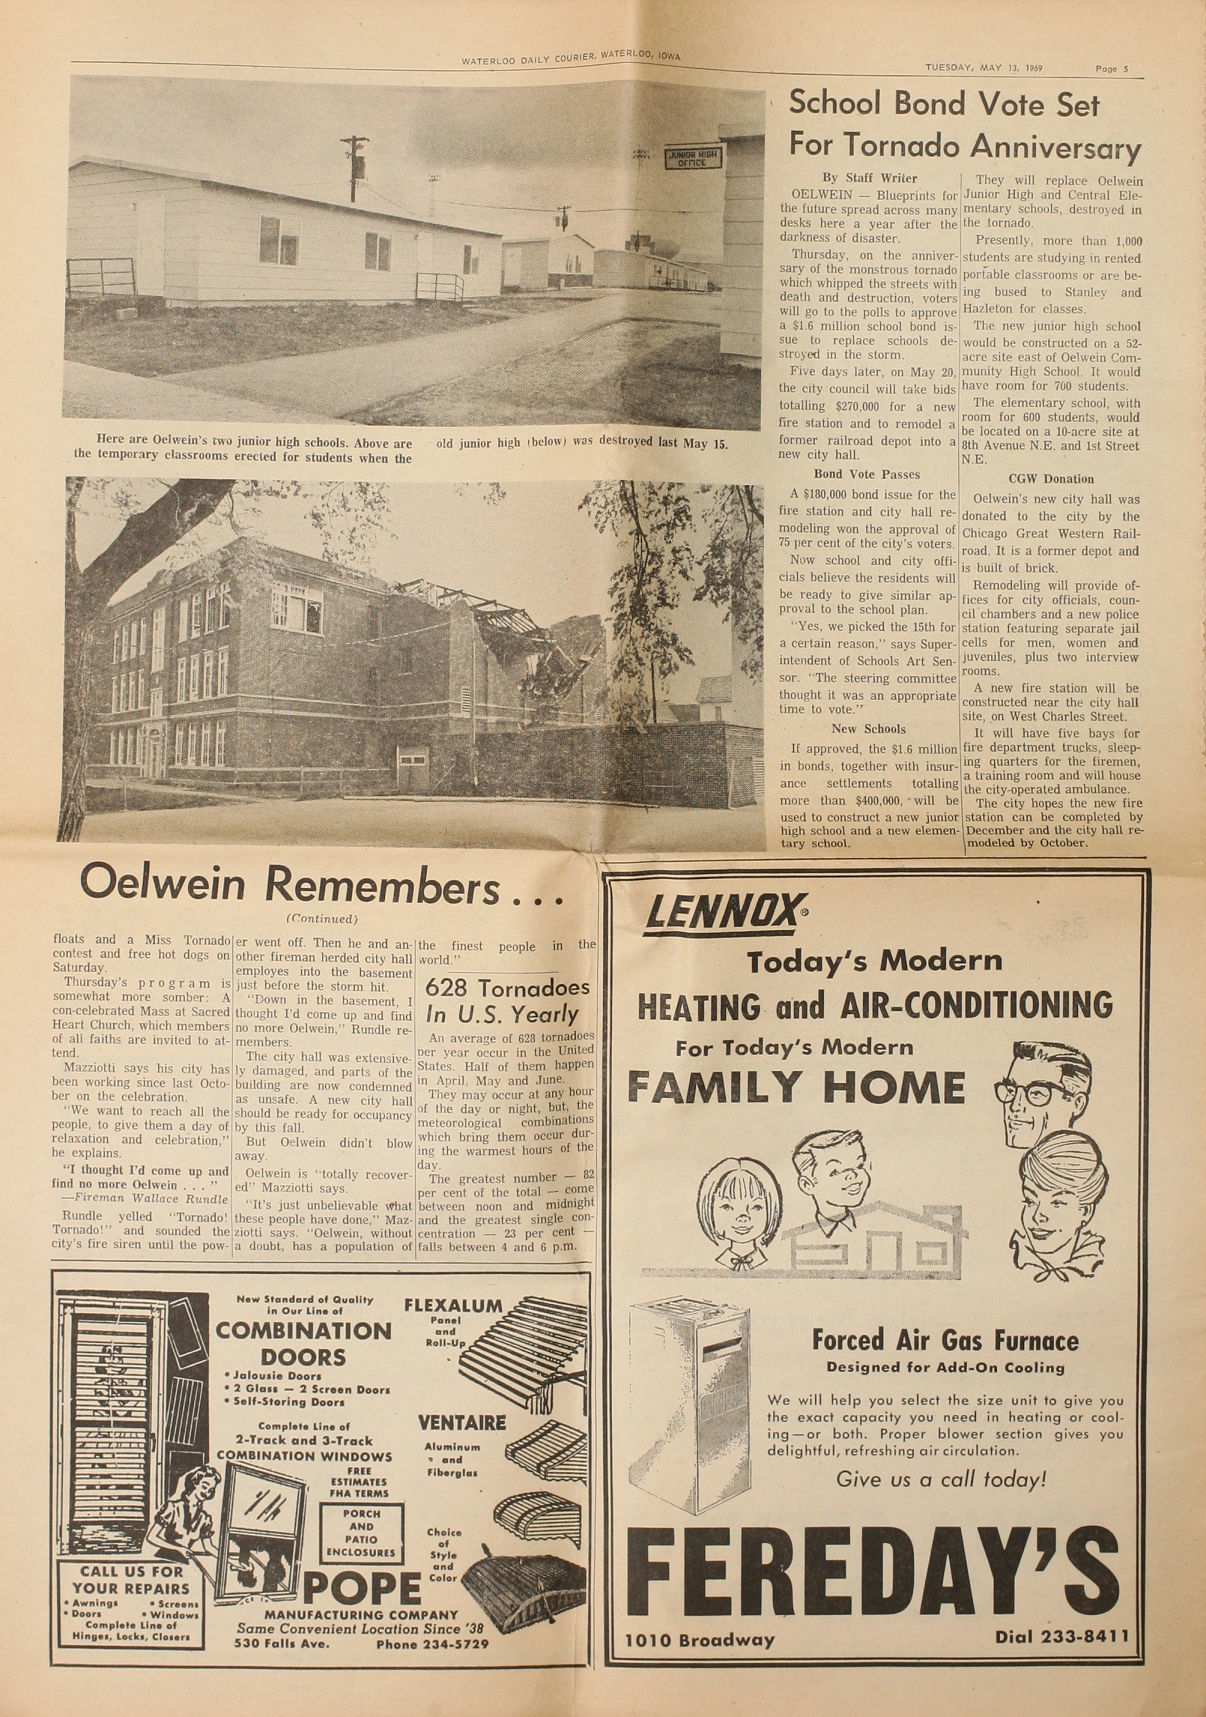 WATERLOO DAILY COURIER, WATERLOO, IOWA
TUESDAY, MAY 13, 1969 Page 5
JUNIOR HIGH
OFFICE
Here are Oelwein's two junior high schools. Above are
the temporary classrooms erected for students when the
old junior high (below) was destroyed last May 15.
School Bond Vote Set
For Tornado Anniversary
By Staff Writer
OELWEIN — Blueprints for
the future spread across many
desks here a year after the
darkness of disaster.
Thursday, on the anniver-
sary of the monstrous tornado
which whipped the streets with
death and destruction, voters
will go to the polls to approve
a $1.6 million school bond is-
sue to replace schools de-
stroyed in the storm.
Five days later, on May 20,
the city council will take bids
totalling $270,000 for a new
fire station and to remodel a
former railroad depot into a
new city hall.
Bond Vote Passes
A $180,000 bond issue for the
fire station and city hall re-
modeling won the approval of
75 per cent of the city's voters.
Now school and city offi-
cials believe the residents will
be ready to give similar ap-
proval to the school plan.
"Yes, we picked the 15th for
a certain reason," says Super-
intendent of Schools Art Sen-
sor. "The steering committee
thought it was an appropriate
time to vote."
New Schools
If approved, the $1.6 million
in bonds, together with insur-
ance settlements totalling
more than $400,000, will be
used to construct a new junior
high school and a new elemen-
tary school.
They will replace Oelwein
Junior High and Central Ele-
mentary schools, destroyed in
the tornado.
Presently, more than 1,000
students are studying in rented
portable classrooms or are be-
ing bused to Stanley and
Hazleton for classes.
The new junior high school
would be constructed on a 52-
acre site east of Oelwein Com-
munity High School. It would
have room for 700 students.
The elementary school, with
room for 600 students, would
be located on a 10-acre site at
8th Avenue N.E. and 1st Street
N.E.
CGW Donation
Oelwein's new city hall was
donated to the city by the
Chicago Great Western Rail-
road. It is a former depot and
is built of brick.
Remodeling will provide of-
fices for city officials, coun-
cil chambers and a new police
station featuring separate jail
cells for men, women and
juveniles, plus two interview
rooms.
A new fire station will be
constructed near the city hall
site, on West Charles Street.
It will have five bays for
fire department trucks, sleep-
ing quarters for the firemen,
a training room and will house
the city-operated ambulance.
The city hopes the new fire
station can be completed by
December and the city hall re-
modeled by October.
Oelwein Remembers . . .
(Continued)
floats and a Miss Tornado
contest and free hot dogs on
Saturday.
Thursday's program is
somewhat more somber: A
con-celebrated Mass at Sacred
Heart Church, which members
of all faiths are invited to at-
tend.
Mazziotti says his city has
been working since last Octo-
ber on the celebration.
"We want to reach all the
people, to give them a day of
relaxation and celebration,"
he explains.
"I thought I'd come up and
find no more Oelwein . . ."
—Fireman Wallace Rundle
Rundle yelled "Tornado!
Tornado!" and sounded the
city's fire siren until the pow-
er went off. Then he and an-
other fireman herded city hall
employes into the basement
just before the storm hit.
"Down in the basement, I
thought I'd come up and find
no more Oelwein," Rundle re-
members.
The city hall was extensive-
ly damaged, and parts of the
building are now condemned
as unsafe. A new city hall
should be ready for occupancy
by this fall.
But Oelwein didn't blow
away.
Oelwein is "totally recover-
ed" Mazziotti says.
"It's just unbelievable what
these people have done," Maz-
ziotti says. "Oelwein, without
a doubt, has a population of
the finest people in the
world."
628 Tornadoes
In U.S. Yearly
An average of 628 tornadoes
per year occur in the United
States. Half of them happen
in April, May and June.
They may occur at any hour
of the day or night, but, the
meteorological combinations
which bring them occur dur-
ing the warmest hours of the
day.
The greatest number — 82
per cent of the total — come
between noon and midnight
and the greatest single con-
centration — 23 per cent —
falls between 4 and 6 p.m.
New Standard of Quality
in Our Line of
COMBINATION
DOORS
• Jalousie Doors
• 2 Glass — 2 Screen Doors
• Self-Storing Doors
Complete Line of
2-Track and 3-Track
COMBINATION WINDOWS
FREE
ESTIMATES
FHA TERMS
PORCH
AND
PATIO
ENCLOSURES
FLEXALUM
Panel
and
Roll-Up
VENTAIRE
Aluminum
and
Fiberglas
Choice
of
Style
and
Color
CALL US FOR
YOUR REPAIRS
• Awnings • Screens
• Doors • Windows
Complete Line of
Hinges, Locks, Closers
POPE
MANUFACTURING COMPANY
Same Convenient Location Since '38
530 Falls Ave. Phone 234-5729
LENNOX®
Today's Modern
HEATING and AIR-CONDITIONING
For Today's Modern
FAMILY HOME
Forced Air Gas Furnace
Designed for Add-On Cooling
We will help you select the size unit to give you
the exact capacity you need in heating or cool-
ing—or both. Proper blower section gives you
delightful, refreshing air circulation.
Give us a call today!
FEREDAY'S
1010 Broadway Dial 233-8411